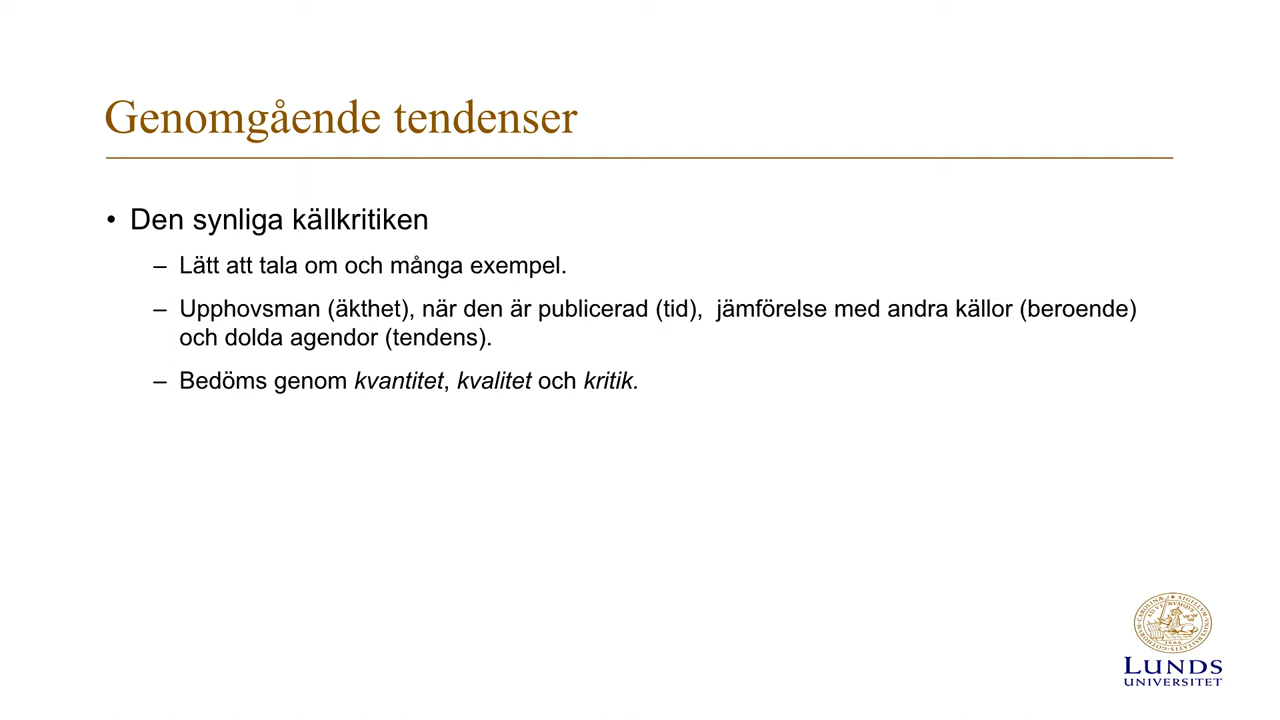 Genomgående tendenser
• Den synliga källkritiken
– Lätt att tala om och många exempel.
– Upphovsman (äkthet), när den är publicerad (tid),  jämförelse med andra källor (beroende)
och dolda agendor (tendens).
– Bedöms genom kvantitet, kvalitet och kritik.
LUNDS
UNIVERSITET